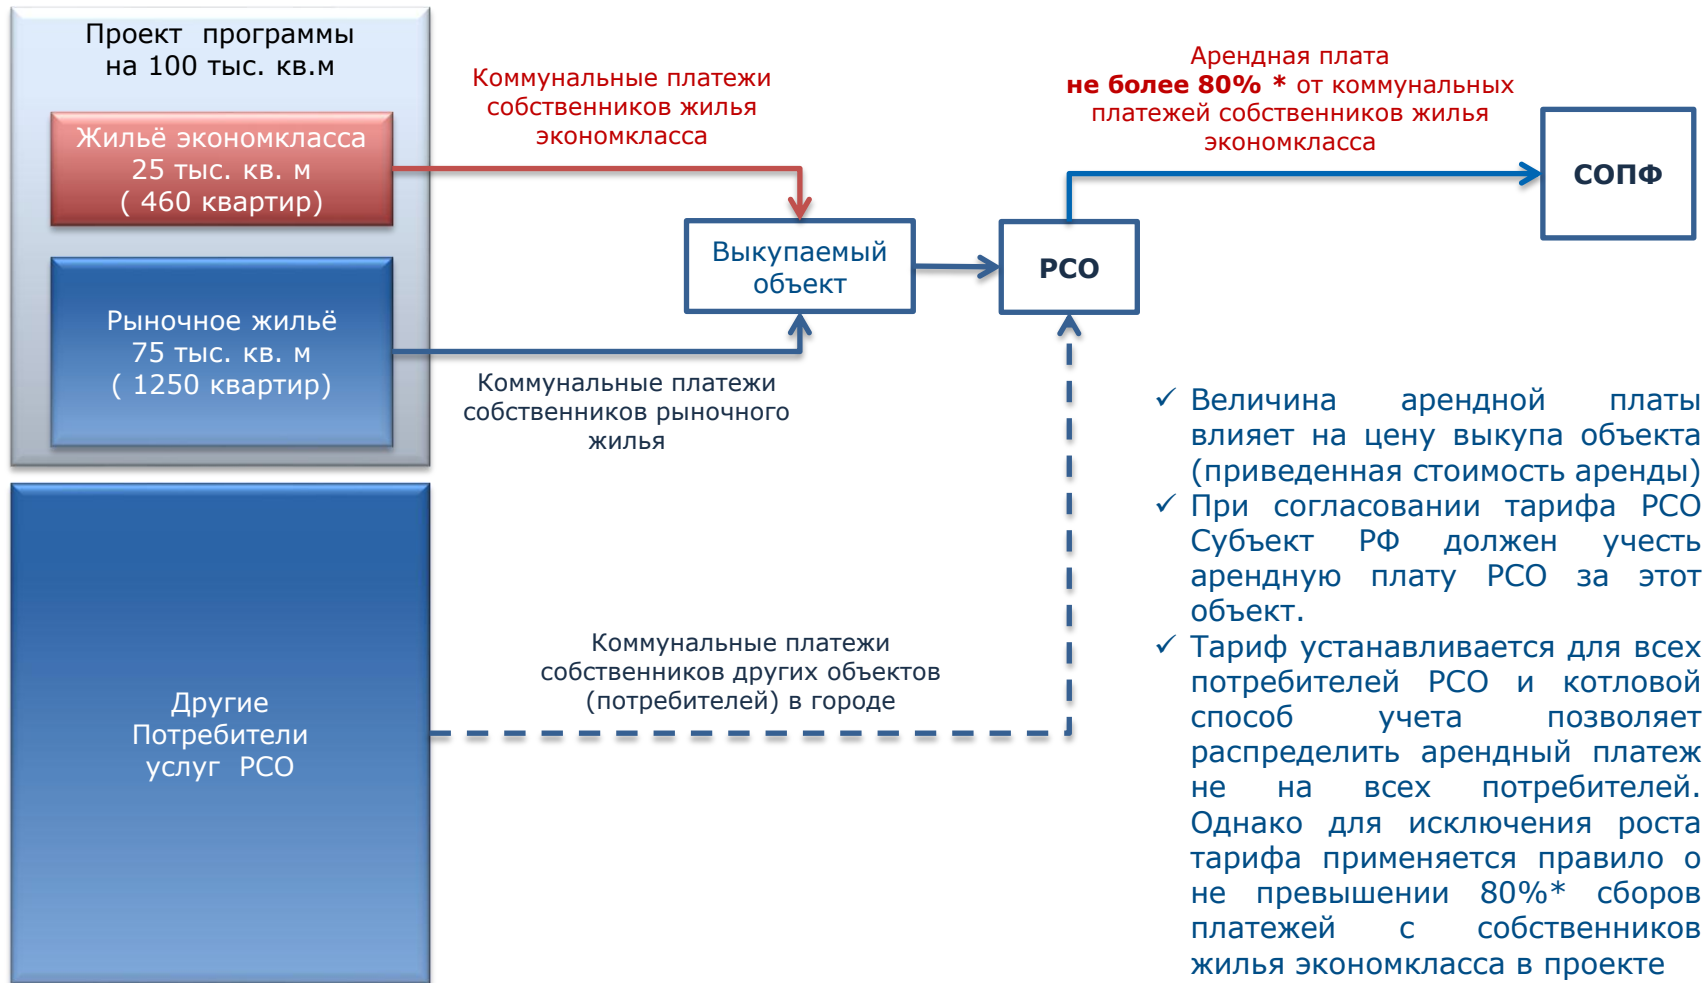 Проект программы
на 100 тыс. кв.м
Жильё экономкласса
25 тыс. кв. м
( 460 квартир)
Рыночное жильё
75 тыс. кв. м
( 1250 квартир)
Другие
Потребители
услуг РСО
Коммунальные платежи
собственников жилья
экономкласса
Коммунальные платежи
собственников рыночного
жилья
Коммунальные платежи
собственников других объектов
(потребителей) в городе
Выкупаемый
объект
РСО
Арендная плата
не более 80% * от коммунальных
платежей собственников жилья
экономкласса
СОПФ
✓ Величина арендной платы
влияет на цену выкупа объекта
(приведенная стоимость аренды)
✓ При согласовании тарифа РСО
Субъект РФ должен учесть
арендную плату РСО за этот
объект.
✓ Тариф устанавливается для всех
потребителей РСО и котловой
способ учета позволяет
распределить арендный платеж
не на всех потребителей.
Однако для исключения роста
тарифа применяется правило о
не превышении 80%* сборов
платежей с собственников
жилья экономкласса в проекте